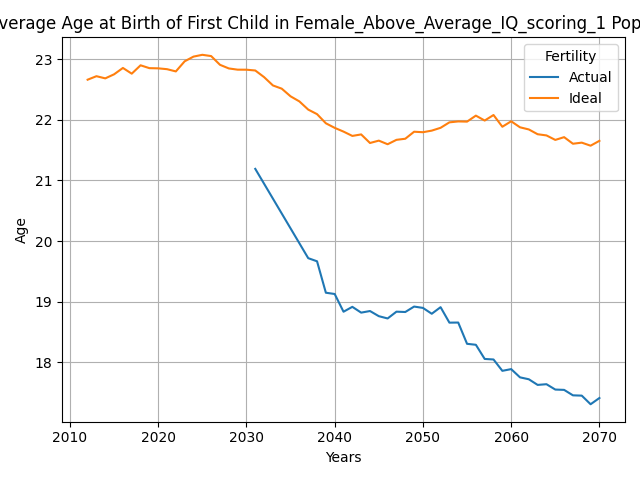 verage Age at Birth of First Child in Female_Above_Average_IQ_scoring_1 Pop
Fertility
Actual
Ideal
23
22
21
20
19
18
Age
2010 2020 2030 2040 2050 2060 2070
Years